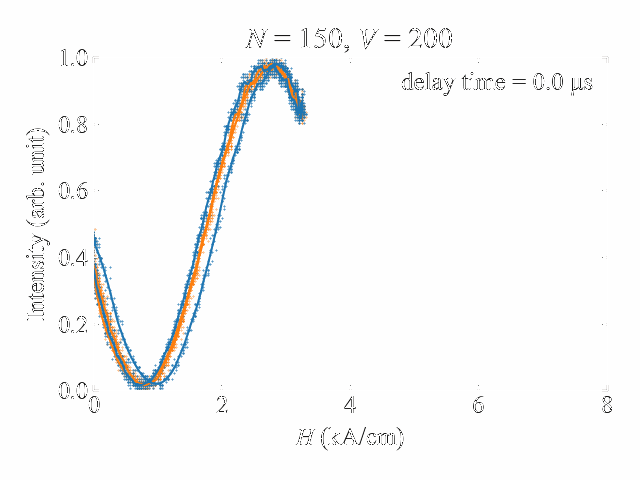 N = 150, V = 200
delay time = 0.0 μs
Intensity (arb. unit)
1.0
0.8
0.6
0.4
0.2
0.0
0 2 4 6 8
H (kA/cm)